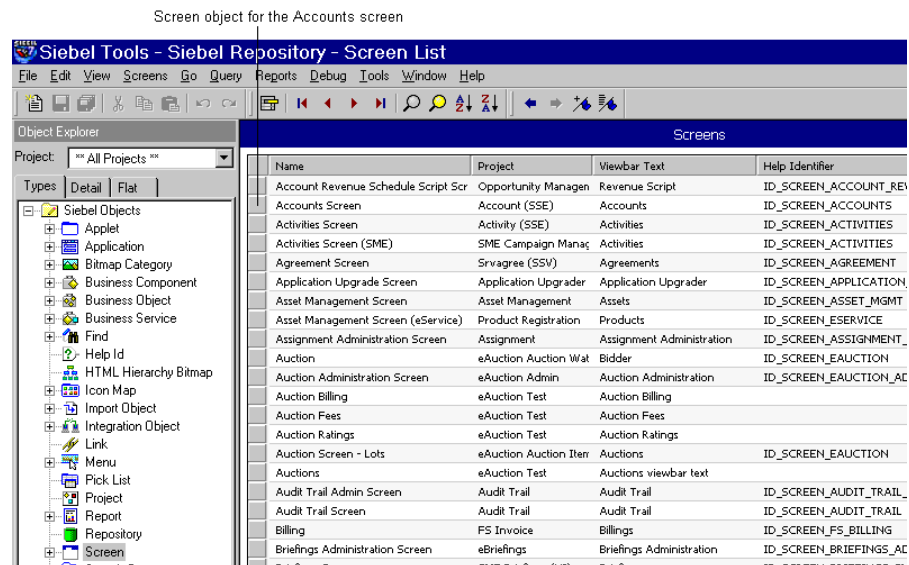 Screen object for the Accounts screen
Siebel Tools - Siebel Repository - Screen List
File Edit View Screens Go Query Reports Debug Tools Window Help
Object Explorer
Project: ** All Projects **
Types Detail Flat
Siebel Objects
Applet
Application
Bitmap Category
Business Component
Business Object
Business Service
Find
Help Id
HTML Hierarchy Bitmap
Icon Map
Import Object
Integration Object
Link
Menu
Pick List
Project
Report
Repository
Screen
Screens
Name Project Viewbar Text Help Identifier
Account Revenue Schedule Script Scr Opportunity Managen Revenue Script ID_SCREEN_ACCOUNT_REV
Accounts Screen Account (SSE) Accounts ID_SCREEN_ACCOUNTS
Activities Screen Activity (SSE) Activities ID_SCREEN_ACTIVITIES
Activities Screen (SME) SME Campaign Manag Activities ID_SCREEN_ACTIVITIES
Agreement Screen Srvagree (SSV) Agreements ID_SCREEN_AGREEMENT
Application Upgrade Screen Application Upgrader Application Upgrader ID_SCREEN_APPLICATION_
Asset Management Screen Asset Management Assets ID_SCREEN_ASSET_MGMT
Asset Management Screen (eService) Product Registration Products ID_SCREEN_ESERVICE
Assignment Administration Screen Assignment Assignment Administration ID_SCREEN_ASSIGNMENT_
Auction eAuction Auction Wat Bidder ID_SCREEN_EAUCTION
Auction Administration Screen eAuction Admin Auction Administration ID_SCREEN_EAUCTION_AD
Auction Billing eAuction Test Auction Billing
Auction Fees eAuction Test Auction Fees
Auction Ratings eAuction Test Auction Ratings
Auction Screen - Lots eAuction Auction Item Auctions ID_SCREEN_EAUCTION
Auctions eAuction Test Auctions viewbar text
Audit Trail Admin Screen Audit Trail Audit Trail ID_SCREEN_AUDIT_TRAIL_
Audit Trail Screen Audit Trail Audit Trail ID_SCREEN_AUDIT_TRAIL
Billing FS Invoice Billings ID_SCREEN_FS_BILLING
Briefings Administration Screen eBriefings Briefings Administration ID_SCREEN_BRIEFINGS_AD